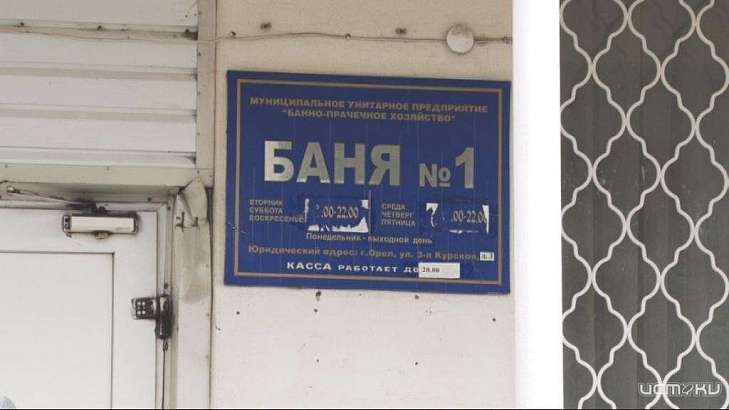 МУНИЦИПАЛЬНОЕ УНИТАРНОЕ ПРЕДПРИЯТИЕ
"БАННО-ПРАЧЕЧНОЕ ХОЗЯЙСТВО"
БАНЯ №1
ВТОРНИК
СУББОТА
ВОСКРЕСЕНЬЕ
.00-22.00
СРЕДА
ЧЕТВЕРГ
ПЯТНИЦА
.00-22.00
Понедельник - выходной день
Юридический адрес: г.Орел, ул. 3-я Курская,
КАССА РАБОТАЕТ ДО 20.00
истоки